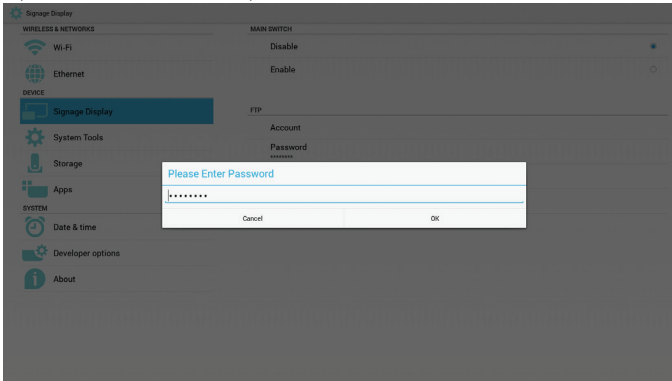 Signage Display
WIRELESS & NETWORKS
Wi-Fi
Ethernet
DEVICE
Signage Display
System Tools
Storage
Apps
SYSTEM
Date & time
Developer options
About
MAIN SWITCH
Disable
Enable
FTP
Account
Password
********
Please Enter Password
••••••••
Cancel
OK